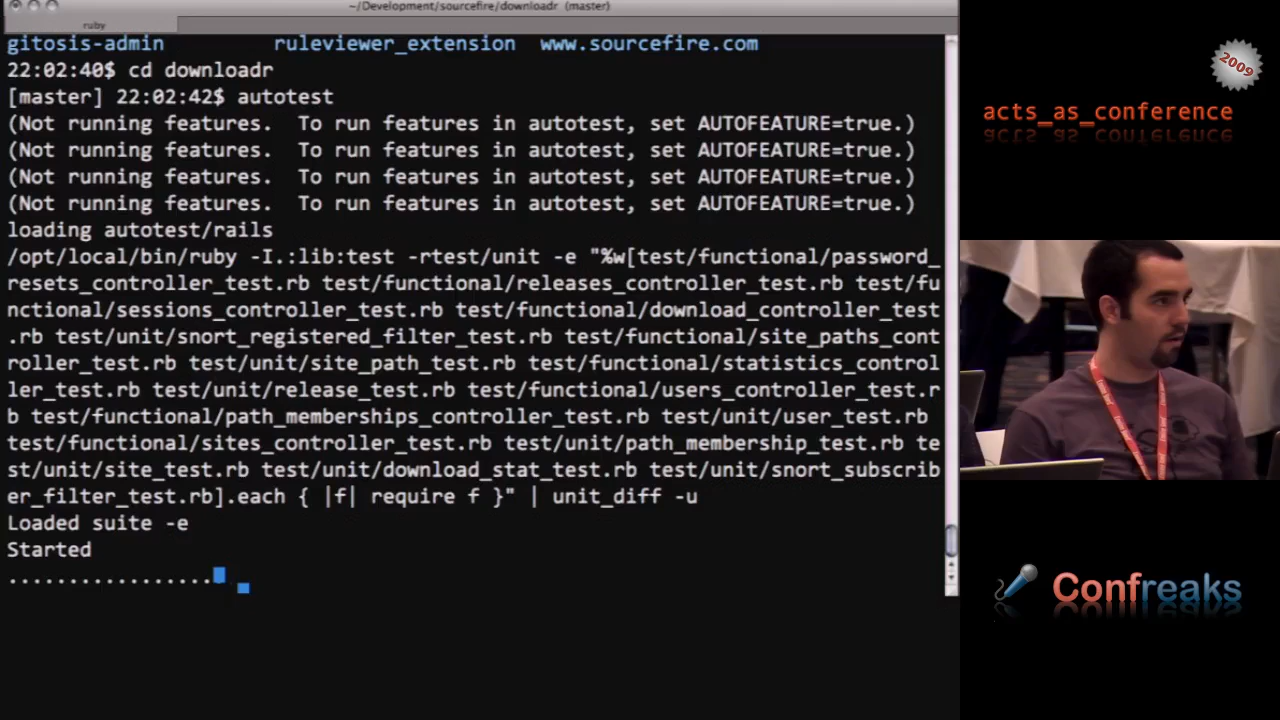 ~/Development/sourcefire/downloadr (master)
ruby
gitosis-admin ruleviewer_extension www.sourcefire.com
22:02:40$ cd downloadr
[master] 22:02:42$ autotest
(Not running features.  To run features in autotest, set AUTOFEATURE=true.)
(Not running features.  To run features in autotest, set AUTOFEATURE=true.)
(Not running features.  To run features in autotest, set AUTOFEATURE=true.)
(Not running features.  To run features in autotest, set AUTOFEATURE=true.)
loading autotest/rails
/opt/local/bin/ruby -I.:lib:test -rtest/unit -e "%w[test/functional/password_
resets_controller_test.rb test/functional/releases_controller_test.rb test/fu
nctional/sessions_controller_test.rb test/functional/download_controller_test
.rb test/unit/snort_registered_filter_test.rb test/functional/site_paths_cont
roller_test.rb test/unit/site_path_test.rb test/functional/statistics_control
ler_test.rb test/unit/release_test.rb test/functional/users_controller_test.r
b test/functional/path_memberships_controller_test.rb test/unit/user_test.rb
test/functional/sites_controller_test.rb test/unit/path_membership_test.rb te
st/unit/site_test.rb test/unit/download_stat_test.rb test/unit/snort_subscrib
er_filter_test.rb].each { |f| require f }" | unit_diff -u
Loaded suite -e
Started
.................
2009
acts_as_conference
Confreaks